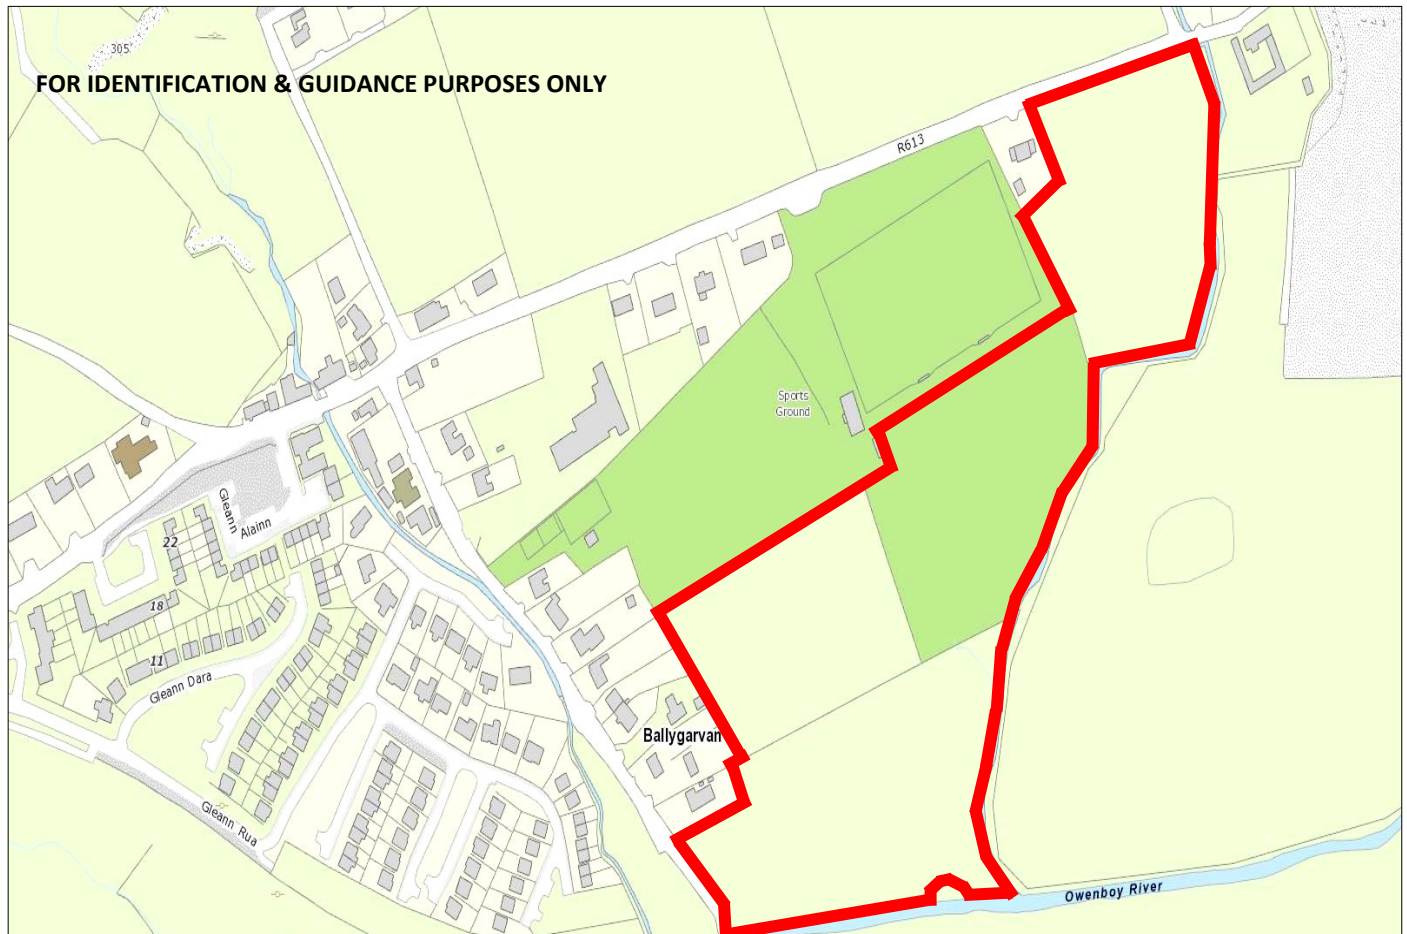 305
FOR IDENTIFICATION & GUIDANCE PURPOSES ONLY
R613
Sports
Ground
Gleann
Alainn
22
18
11
Gleann Dara
Ballygarvan
Gleann Rua
Owenboy River